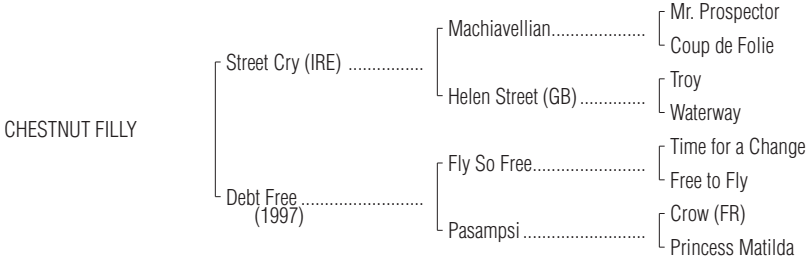 Mr. Prospector
Machiavellian....................
Coup de Folie
Street Cry (IRE) ................
Troy
Helen Street (GB) ..............
Waterway
CHESTNUT FILLY
Time for a Change
Fly So Free........................
Free to Fly
Debt Free ..........................
(1997)
Crow (FR)
Pasampsi ..........................
Princess Matilda